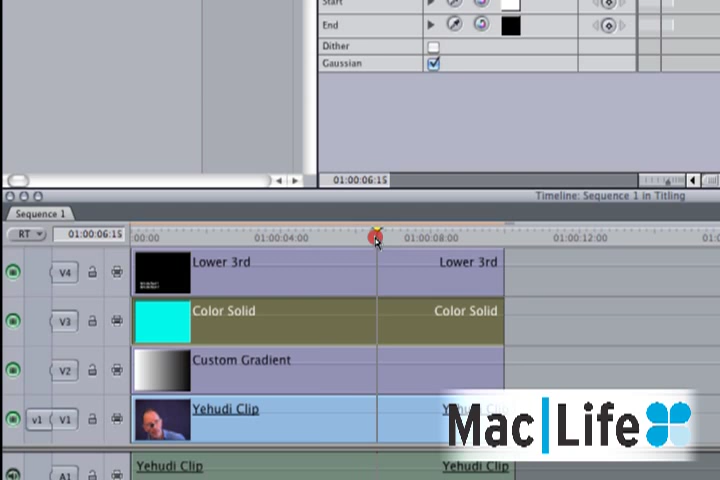 Start
End
Dither
Gaussian
01:00:06:15
Timeline: Sequence 1 in Titling
Sequence 1
RT 01:00:06:15 00:00 01:00:04:00 01:00:08:00 01:00:12:00
V4 Lower 3rd Lower 3rd
V3 Color Solid Color Solid
V2 Custom Gradient
v1 V1 Yehudi Clip
Mac|Life
A1 Yehudi Clip Yehudi Clip